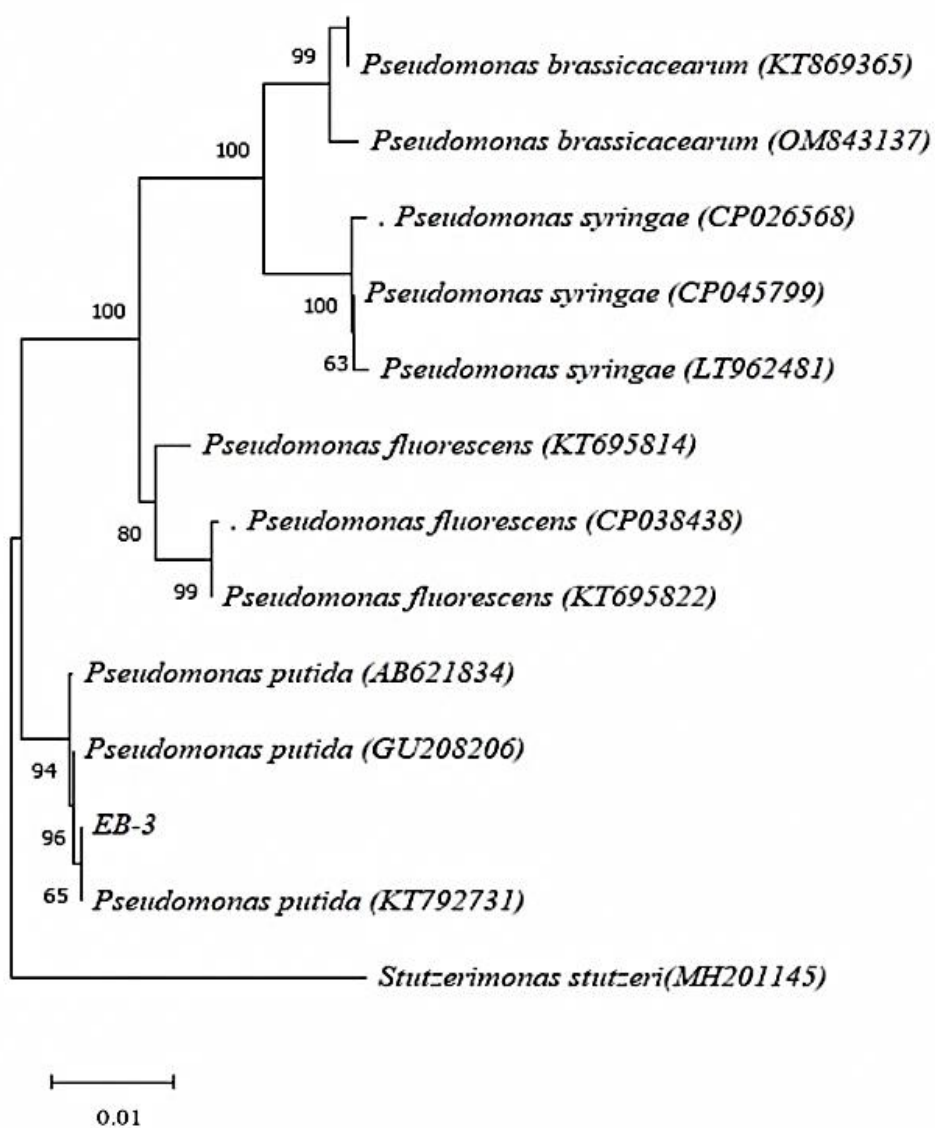 99
Pseudomonas brassicacearum (KT869365)
Pseudomonas brassicacearum (OM843137)
100
. Pseudomonas syringae (CP026568)
Pseudomonas syringae (CP045799)
100
100
63
Pseudomonas syringae (LT962481)
Pseudomonas fluorescens (KT695814)
. Pseudomonas fluorescens (CP038438)
80
99
Pseudomonas fluorescens (KT695822)
Pseudomonas putida (AB621834)
Pseudomonas putida (GU208206)
94
EB-3
96
65
Pseudomonas putida (KT792731)
Stutzerimonas stutzeri(MH201145)
0.01